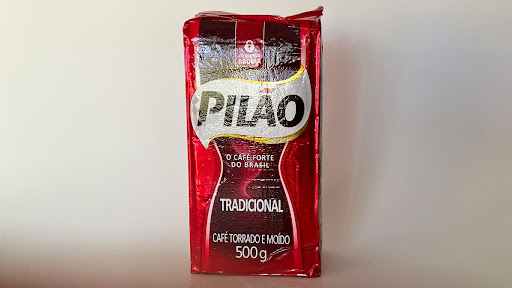 PILÃO
O CAFÉ FORTE
DO BRASIL
TRADICIONAL
CAFÉ TORRADO E MOÍDO
500g